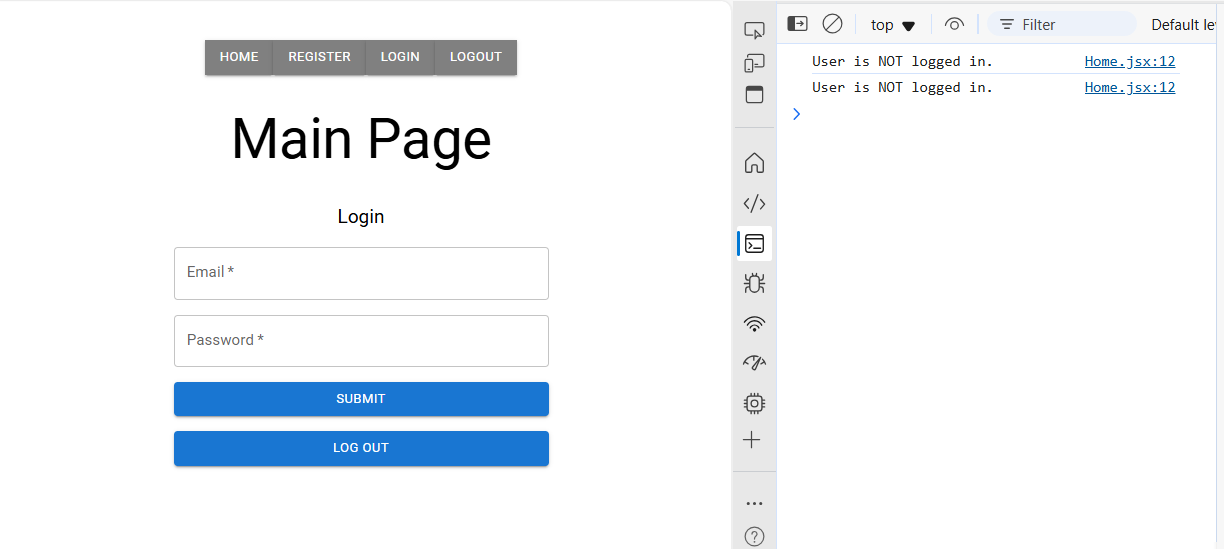 HOME REGISTER LOGIN LOGOUT
Main Page
Login
Email *
Password *
SUBMIT
LOG OUT
top Filter Default le
User is NOT logged in. Home.jsx:12
User is NOT logged in. Home.jsx:12